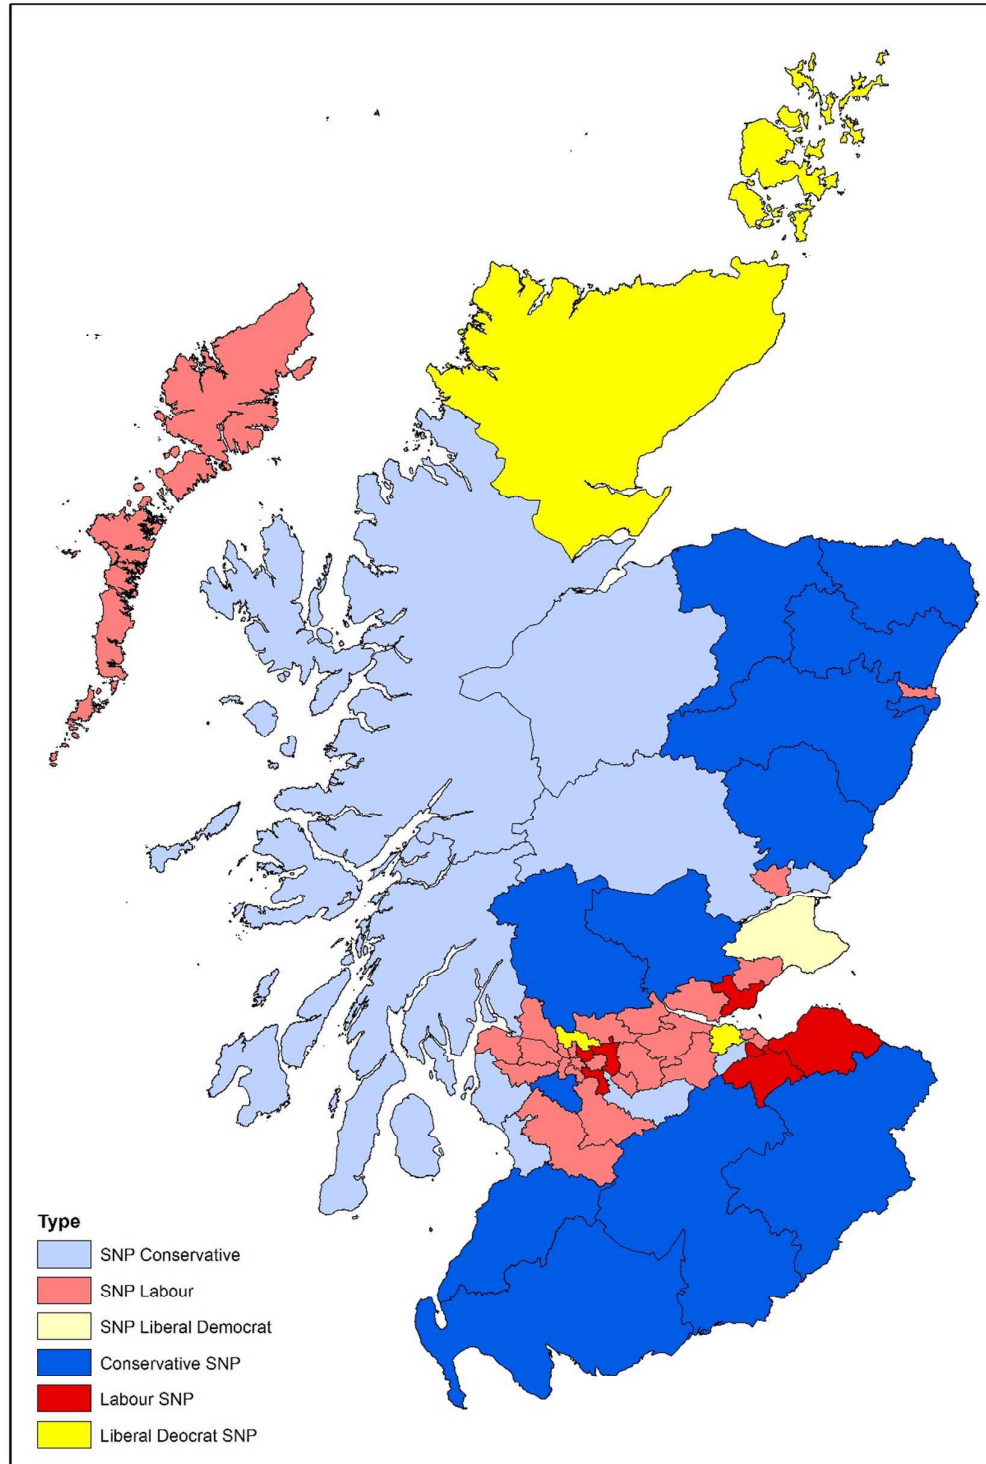 Type
SNP Conservative
SNP Labour
SNP Liberal Democrat
Conservative SNP
Labour SNP
Liberal Deocrat SNP